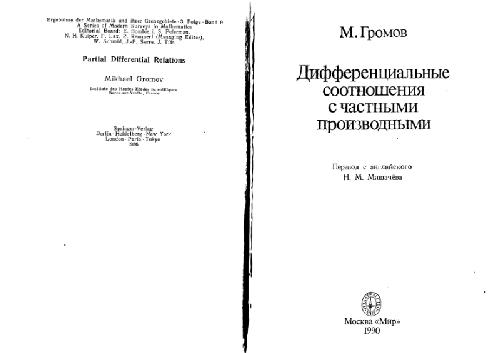 Ergebnisse der Mathematik und ihrer Grenzgebiete · 3. Folge · Band 9
A Series of Modern Surveys in Mathematics
Editorial Board: E. Bombieri, S. Feferman,
N. H. Kuiper, P. Lax, R. Remmert (Managing Editor),
W. Schmid, J-P. Serre, J. Tits
Partial Differential Relations
Mikhael Gromov
Institute des Hautes Études Scientifiques
Springer-Verlag
Berlin · Heidelberg · New York
London · Paris · Tokyo
1986
М. Громов
Дифференциальные
соотношения
с частными
производными
Перевод с английского
Н. М.
Москва «Мир»
1990